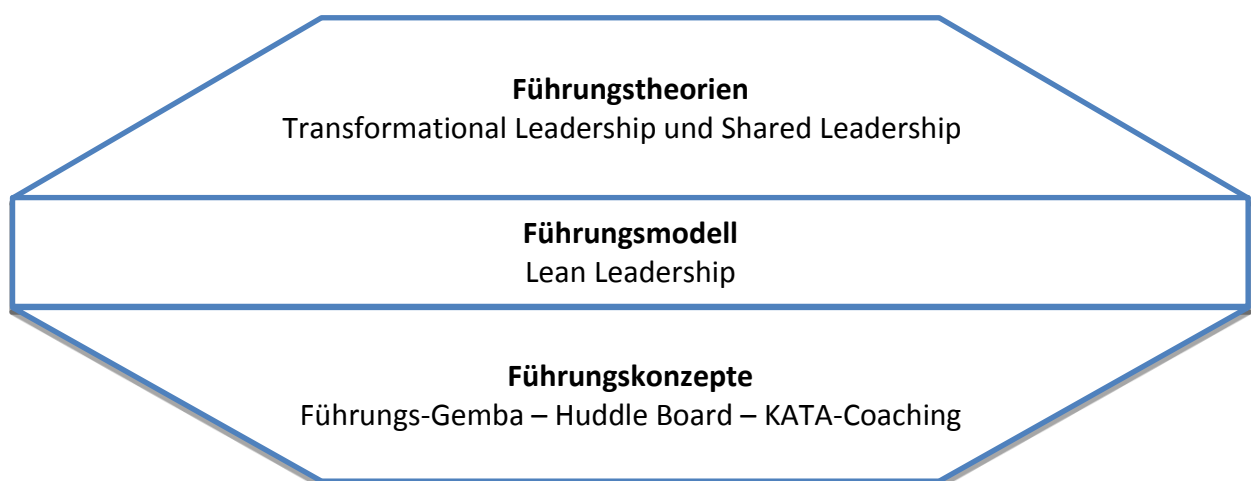 Führungstheorien
Transformational Leadership und Shared Leadership
Führungsmodell
Lean Leadership
Führungskonzepte
Führungs-Gemba – Huddle Board – KATA-Coaching